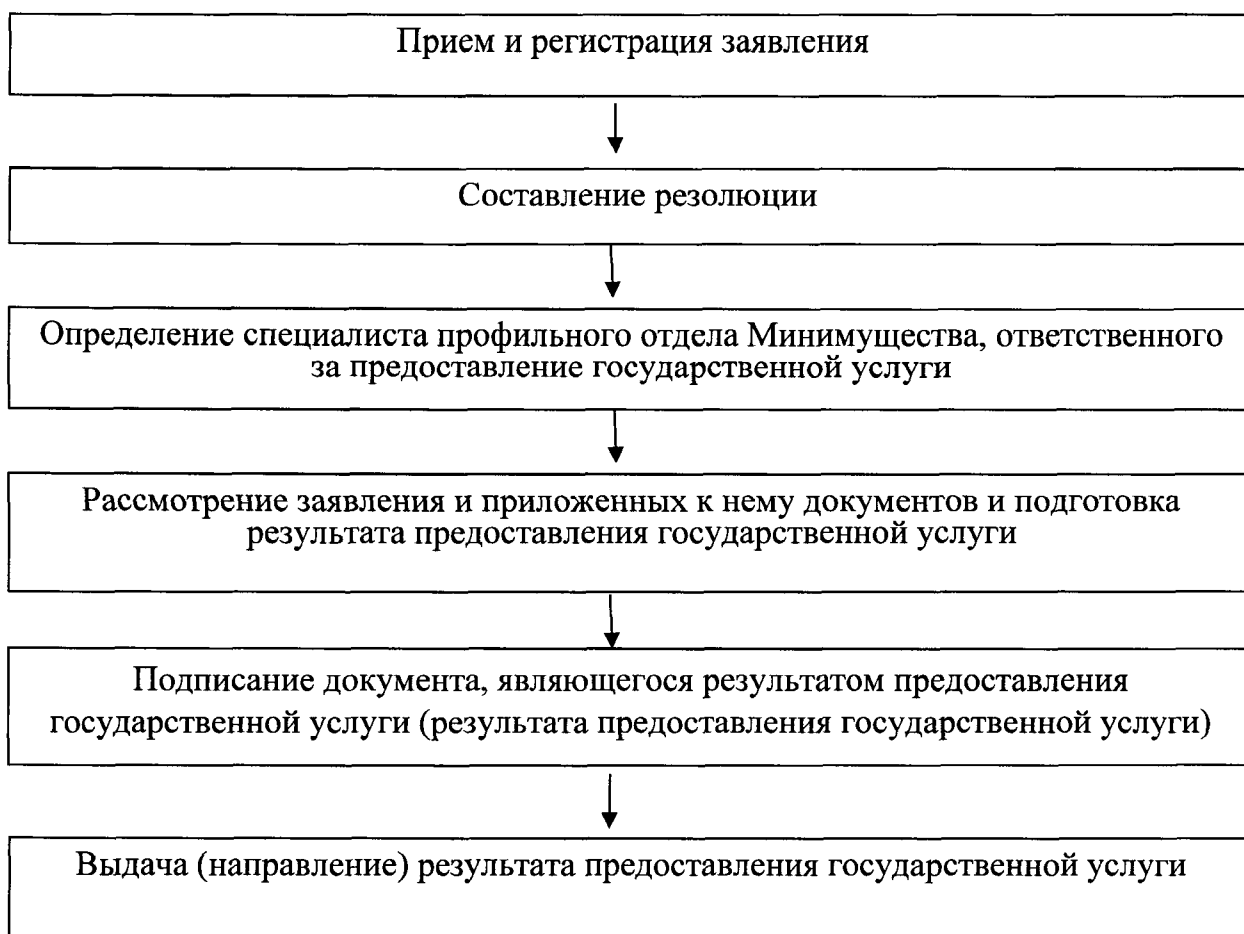 Прием и регистрация заявления
Составление резолюции
Определение специалиста профильного отдела Минимущества, ответственного
за предоставление государственной услуги
Рассмотрение заявления и приложенных к нему документов и подготовка
результата предоставления государственной услуги
Подписание документа, являющегося результатом предоставления
государственной услуги (результата предоставления государственной услуги)
Выдача (направление) результата предоставления государственной услуги